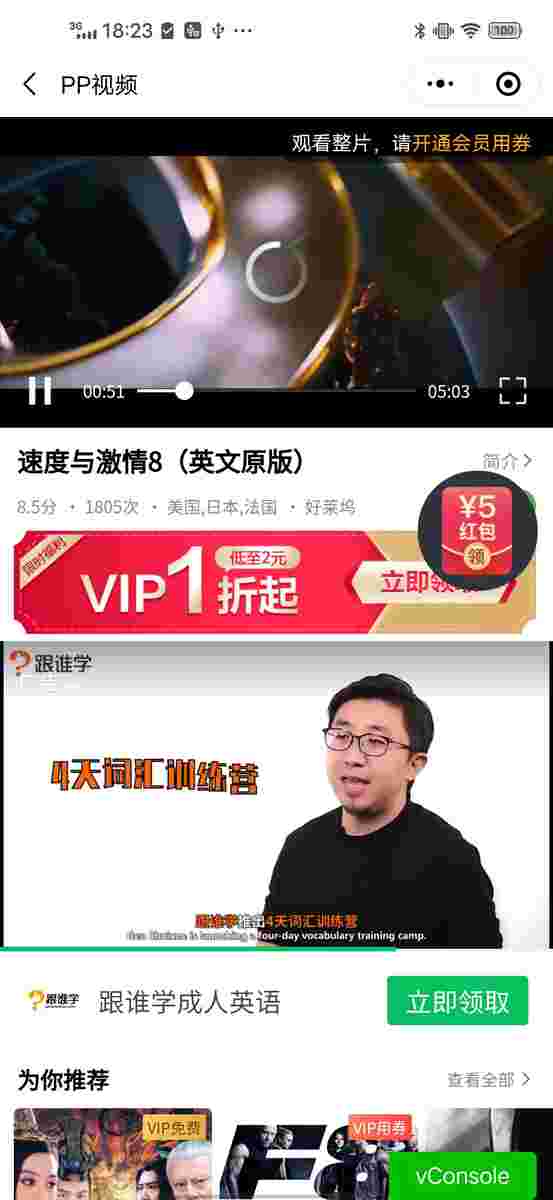 3G 18:23 100
PP视频
观看整片，请开通会员用券
00:51 05:03
速度与激情8（英文原版）
简介
8.5分 · 1805次 · 美国,日本,法国 · 好莱坞
¥5
红包
领
限时福利
VIP1折起
低至2元
立即领取
跟谁学
4天词汇训练营
跟谁学推出4天词汇训练营
is launching a four-day vocabulary training camp.
跟谁学
跟谁学成人英语
立即领取
为你推荐
查看全部
VIP免费
VIP用券
F8
vConsole